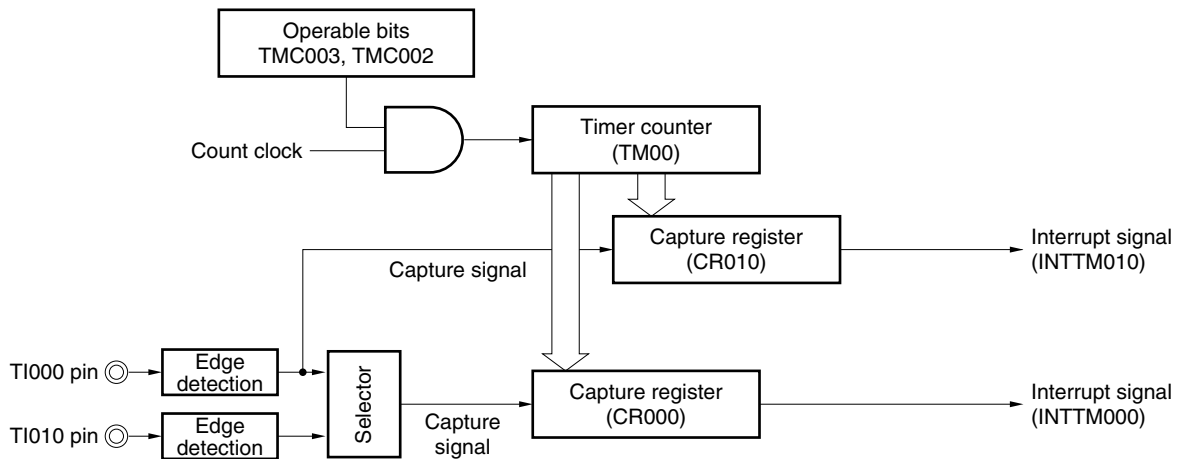 Operable bits
TMC003, TMC002
Count clock
Timer counter
(TM00)
Capture register
(CR010)
Interrupt signal
(INTTM010)
Capture signal
TI000 pin
Edge
detection
Selector
Capture register
(CR000)
Interrupt signal
(INTTM000)
TI010 pin
Edge
detection
Capture
signal